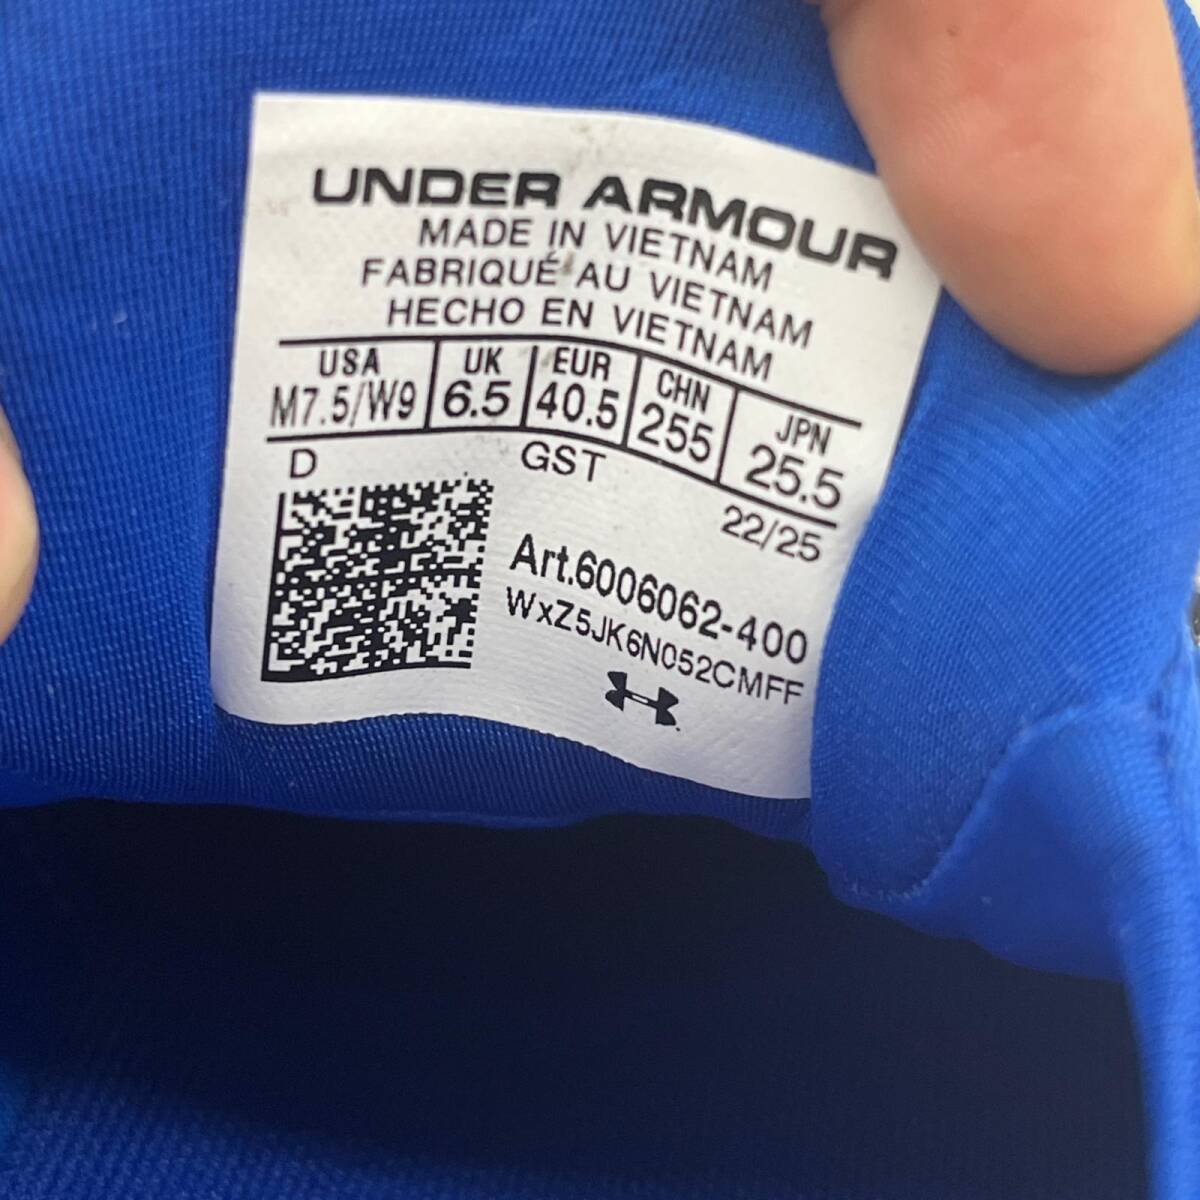 UNDER ARMOUR
MADE IN VIETNAM
FABRIQUÉ AU VIETNAM
HECHO EN VIETNAM
USA UK EUR CHN JPN
M7.5/W9 6.5 40.5 255 25.5
D GST 22/25
Art.6006062-400
WxZ5JK6N052CMFF